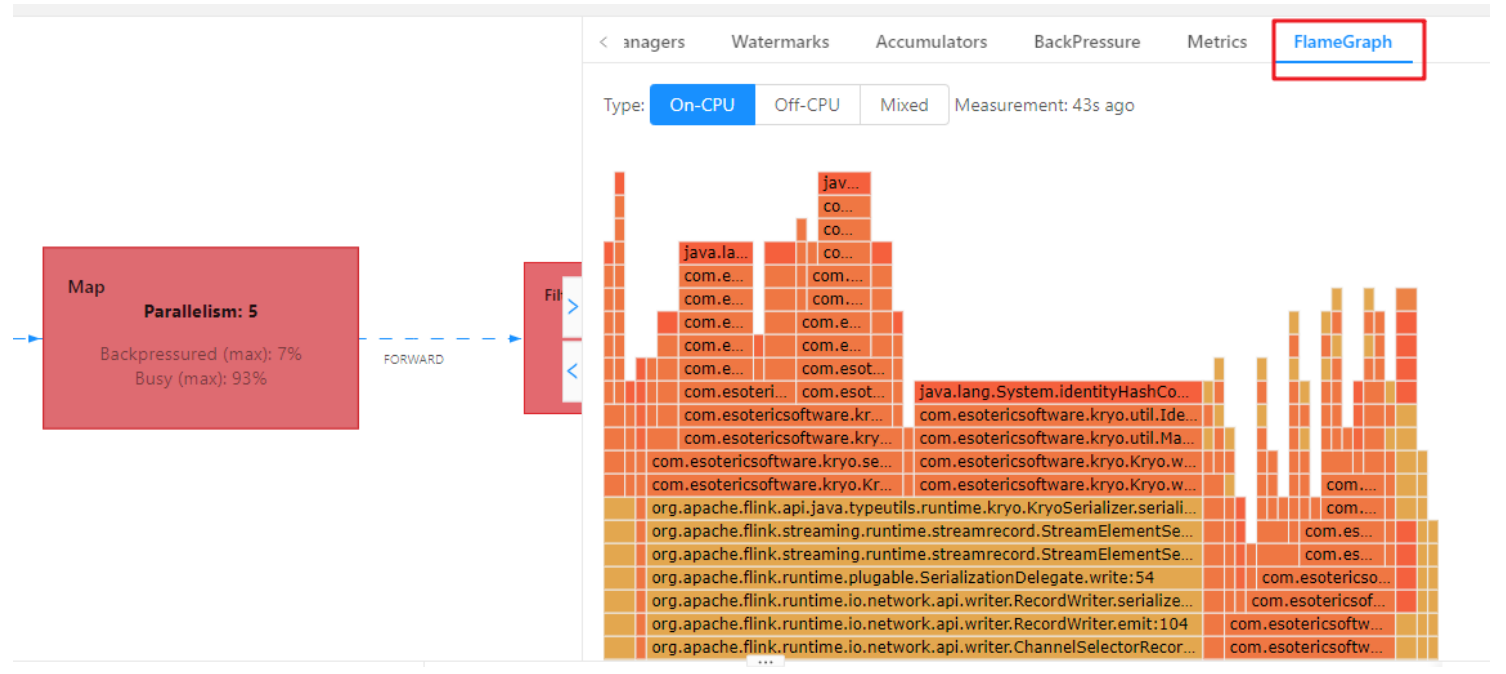 anagers Watermarks Accumulators BackPressure Metrics FlameGraph
Type: On-CPU Off-CPU Mixed Measurement: 43s ago
Map
Parallelism: 5
Backpressured (max): 7%
Busy (max): 93%
FORWARD
Filt
jav...
co...
co...
java.la... co...
com.e... com....
com.e... com....
com.e... com.e...
com.e... com.e...
com.e... com.esot...
com.esoteri... com.esot... java.lang.System.identityHashCo...
com.esotericsoftware.kr... com.esotericsoftware.kryo.util.Ide...
com.esotericsoftware.kry... com.esotericsoftware.kryo.util.Ma...
com.esotericsoftware.kryo.se... com.esotericsoftware.kryo.Kryo.w...
com.esotericsoftware.kryo.Kr... com.esotericsoftware.kryo.Kryo.w... com....
org.apache.flink.api.java.typeutils.runtime.kryo.KryoSerializer.seriali... com....
org.apache.flink.streaming.runtime.streamrecord.StreamElementSe... com.es...
org.apache.flink.streaming.runtime.streamrecord.StreamElementSe... com.es...
org.apache.flink.runtime.plugable.SerializationDelegate.write:54 com.esotericso...
org.apache.flink.runtime.io.network.api.writer.RecordWriter.serialize... com.esotericsof...
org.apache.flink.runtime.io.network.api.writer.RecordWriter.emit:104 com.esotericsoftw...
org.apache.flink.runtime.io.network.api.writer.ChannelSelectorRecor... com.esotericsoftw...